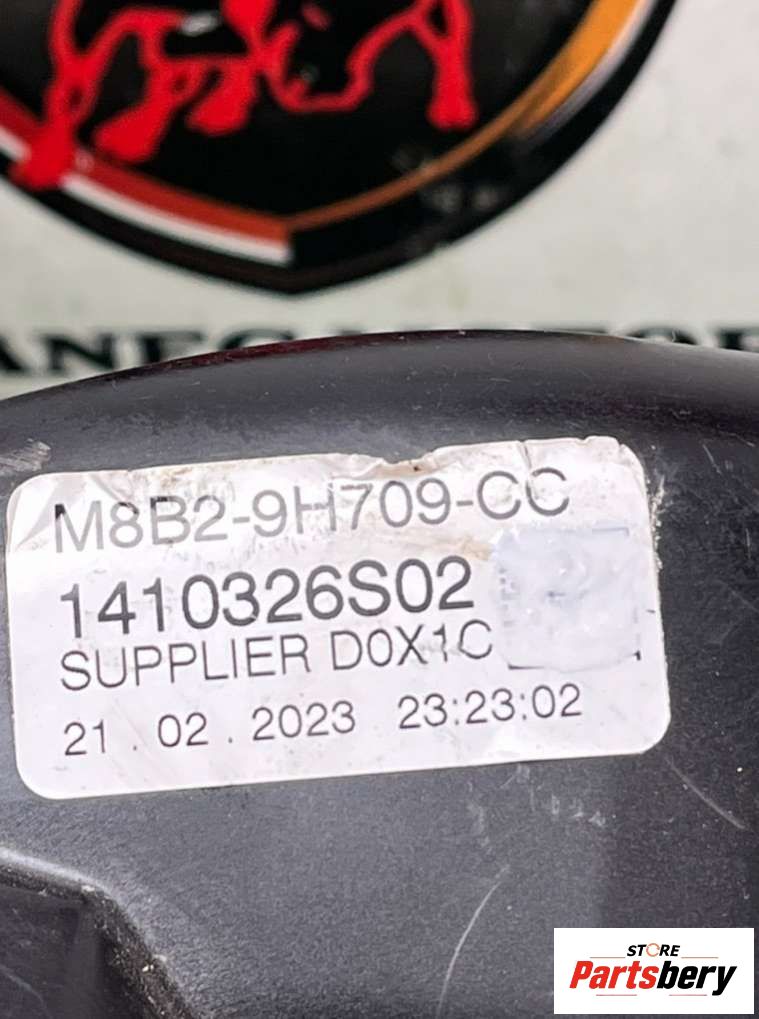 M8B2-9H709-CC
1410326S02
SUPPLIER D0X1C
21 . 02 . 2023 23:23:02
STORE
Partsbery